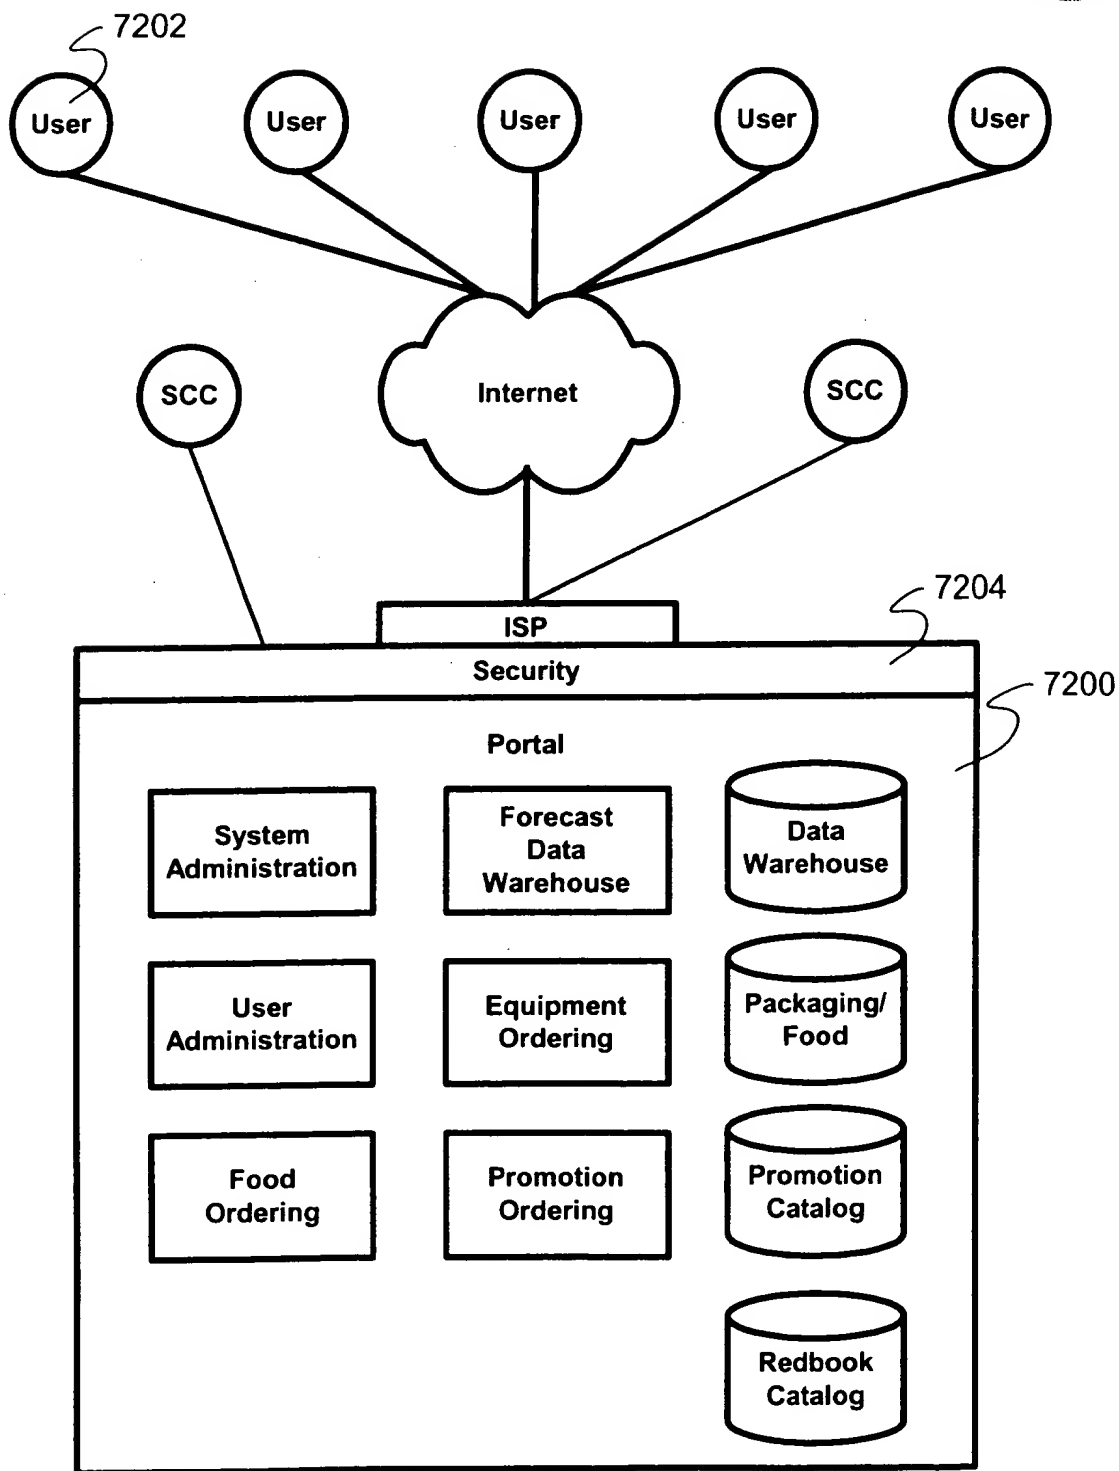 7202
User
User
User
User
User
SCC
Internet
SCC
7204
ISP
Security
7200
Portal
System
Administration
Forecast
Data
Warehouse
Data
Warehouse
User
Administration
Equipment
Ordering
Packaging/
Food
Food
Ordering
Promotion
Ordering
Promotion
Catalog
Redbook
Catalog